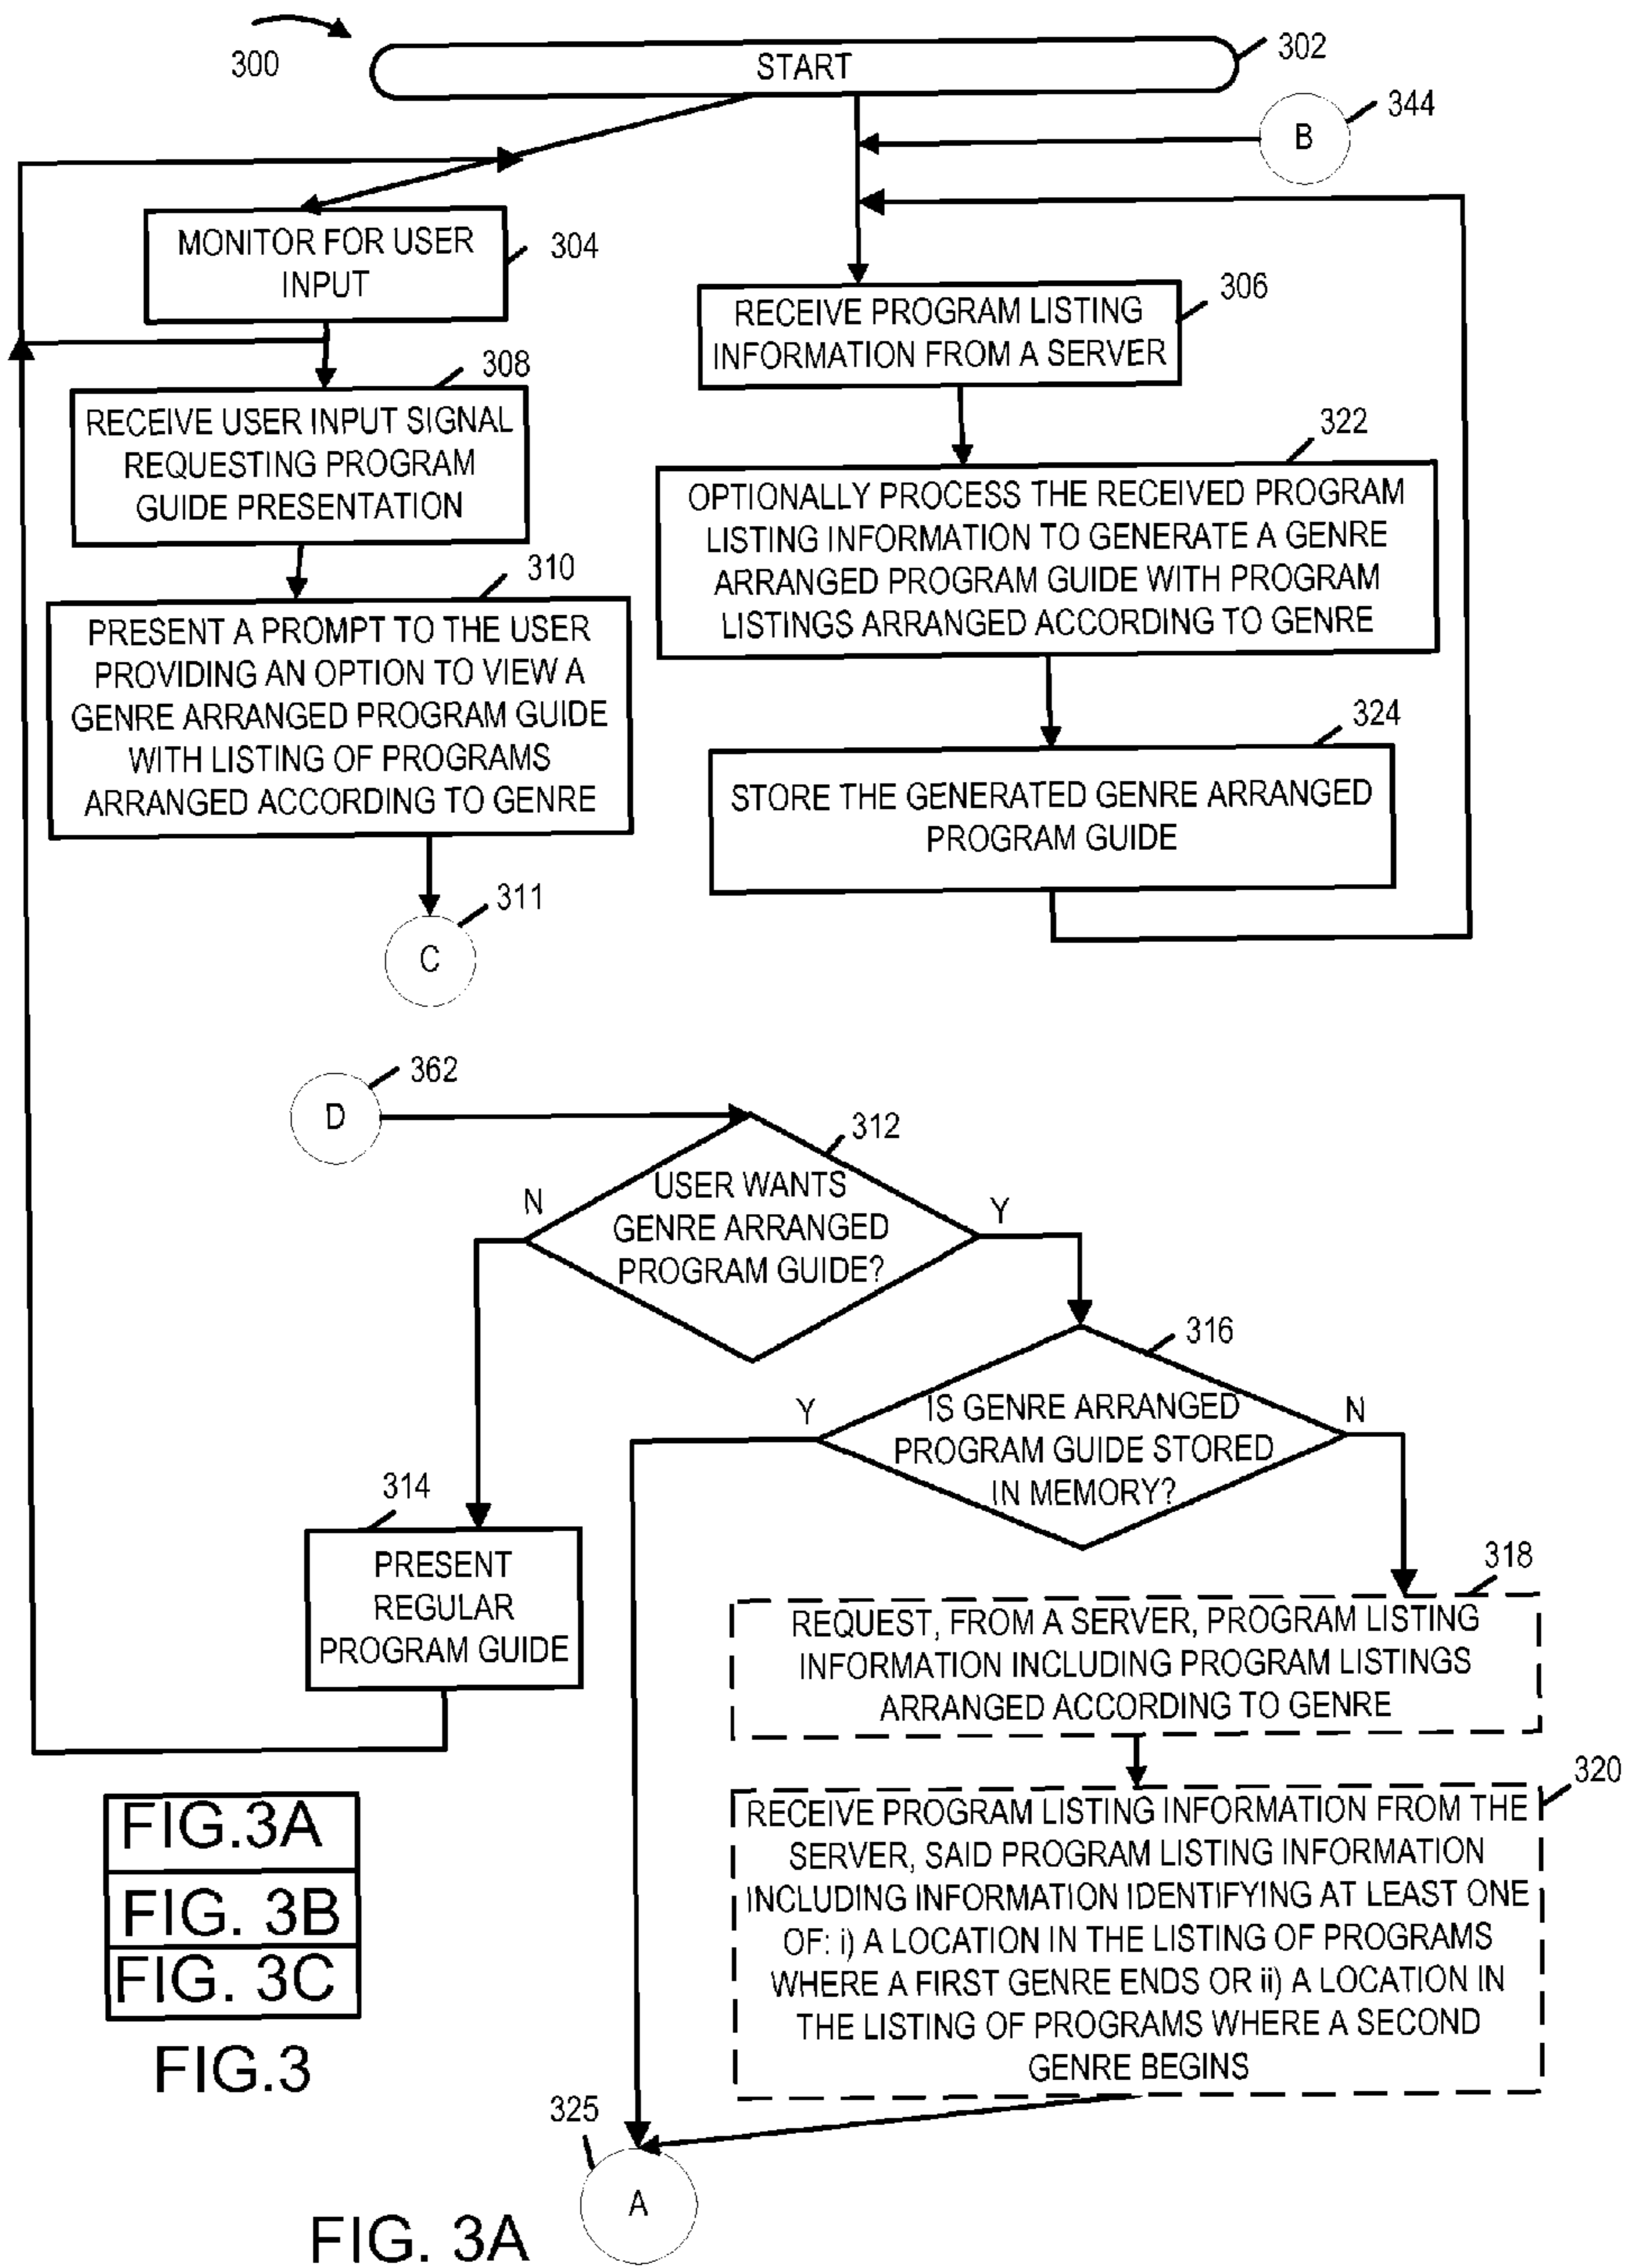 300
START
302
B
344
MONITOR FOR USER
INPUT
304
RECEIVE PROGRAM LISTING
INFORMATION FROM A SERVER
306
308
RECEIVE USER INPUT SIGNAL
REQUESTING PROGRAM
GUIDE PRESENTATION
322
OPTIONALLY PROCESS THE RECEIVED PROGRAM
LISTING INFORMATION TO GENERATE A GENRE
ARRANGED PROGRAM GUIDE WITH PROGRAM
LISTINGS ARRANGED ACCORDING TO GENRE
310
PRESENT A PROMPT TO THE USER
PROVIDING AN OPTION TO VIEW A
GENRE ARRANGED PROGRAM GUIDE
WITH LISTING OF PROGRAMS
ARRANGED ACCORDING TO GENRE
324
STORE THE GENERATED GENRE ARRANGED
PROGRAM GUIDE
311
C
362
D
312
USER WANTS
GENRE ARRANGED
PROGRAM GUIDE?
N
Y
316
IS GENRE ARRANGED
PROGRAM GUIDE STORED
IN MEMORY?
Y
N
314
PRESENT
REGULAR
PROGRAM GUIDE
318
REQUEST, FROM A SERVER, PROGRAM LISTING
INFORMATION INCLUDING PROGRAM LISTINGS
ARRANGED ACCORDING TO GENRE
320
RECEIVE PROGRAM LISTING INFORMATION FROM THE
SERVER, SAID PROGRAM LISTING INFORMATION
INCLUDING INFORMATION IDENTIFYING AT LEAST ONE
OF: i) A LOCATION IN THE LISTING OF PROGRAMS
WHERE A FIRST GENRE ENDS OR ii) A LOCATION IN
THE LISTING OF PROGRAMS WHERE A SECOND
GENRE BEGINS
FIG.3A
FIG. 3B
FIG. 3C
FIG.3
325
A
FIG. 3A